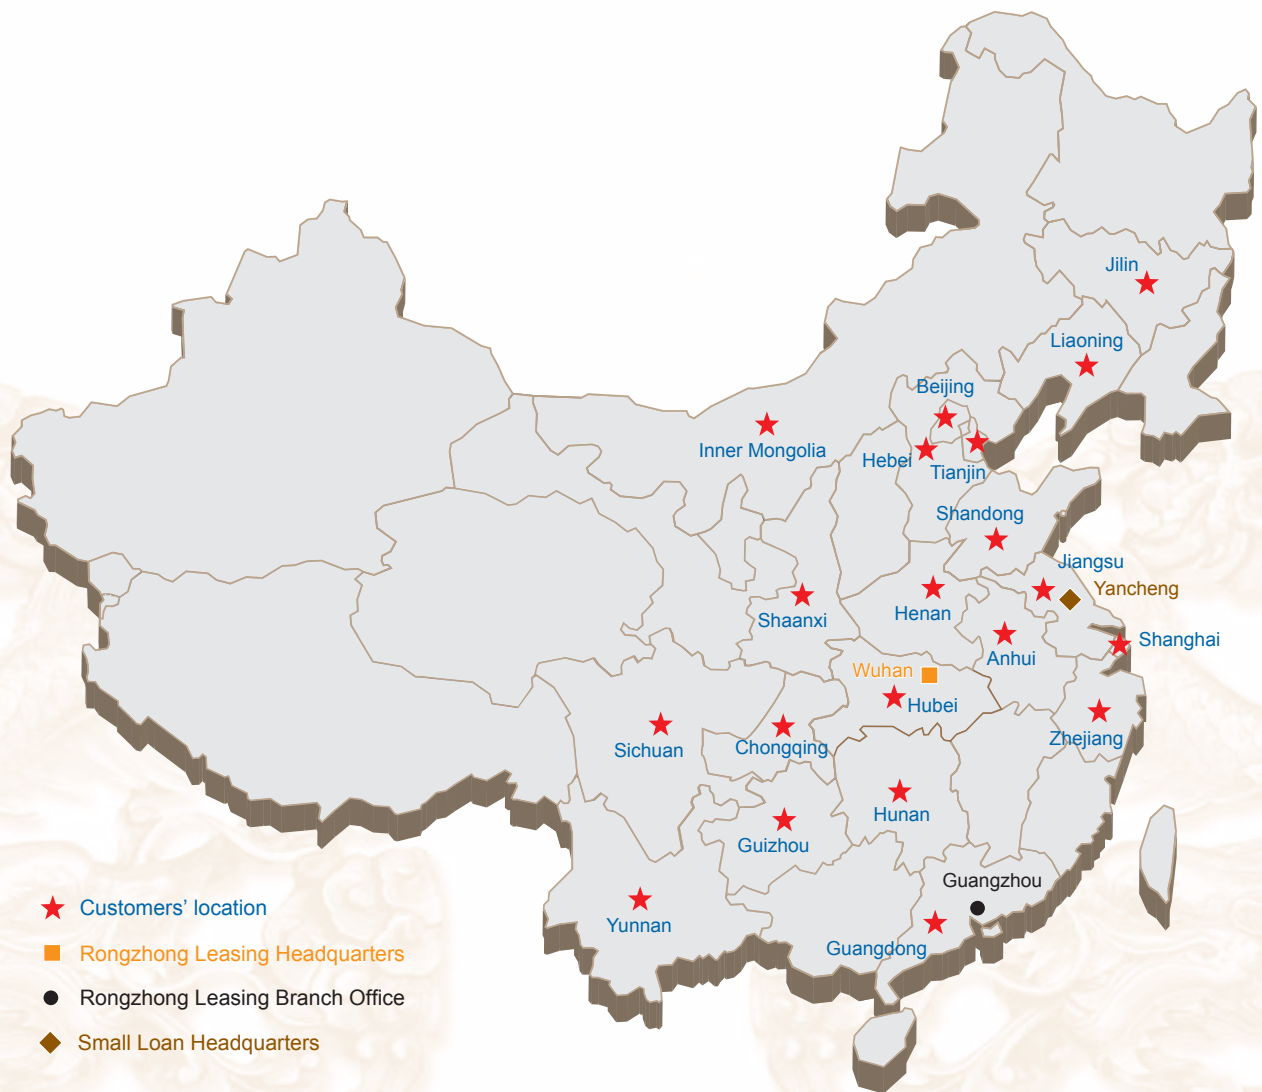 Jilin
Liaoning
Beijing
Inner Mongolia
Hebei
Tianjin
Shandong
Jiangsu
Yancheng
Shaanxi
Henan
Anhui
Shanghai
Wuhan
Hubei
Sichuan
Chongqing
Zhejiang
Hunan
Guizhou
Guangzhou
Yunnan
Guangdong
Customers’ location
Rongzhong Leasing Headquarters
Rongzhong Leasing Branch Office
Small Loan Headquarters